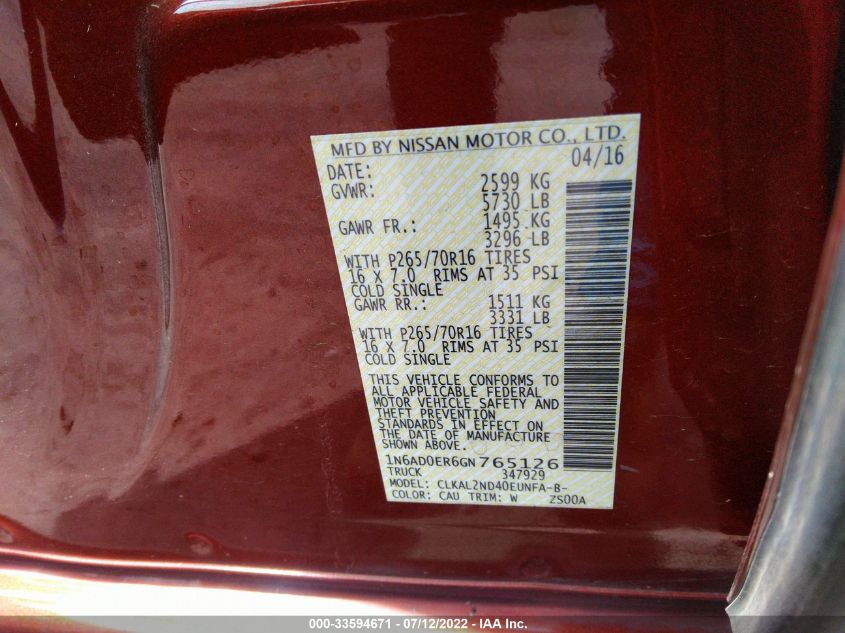 MFD BY NISSAN MOTOR CO., LTD.
DATE: 04/16
GVWR: 2599 KG
5730 LB
GAWR FR.: 1495 KG
3296 LB
WITH P265/70R16 TIRES
16 X 7.0 RIMS AT 35 PSI
COLD SINGLE
GAWR RR.: 1511 KG
3331 LB
WITH P265/70R16 TIRES
16 X 7.0 RIMS AT 35 PSI
COLD SINGLE
THIS VEHICLE CONFORMS TO
ALL APPLICABLE FEDERAL
MOTOR VEHICLE SAFETY AND
THEFT PREVENTION
STANDARDS IN EFFECT ON
THE DATE OF MANUFACTURE
SHOWN ABOVE.
1N6AD0ER6GN765126
TRUCK 347929
MODEL: CLKAL2ND40EUNFA-B-
COLOR: CAU TRIM: W ZS00A
000-33594671 - 07/12/2022 - IAA Inc.